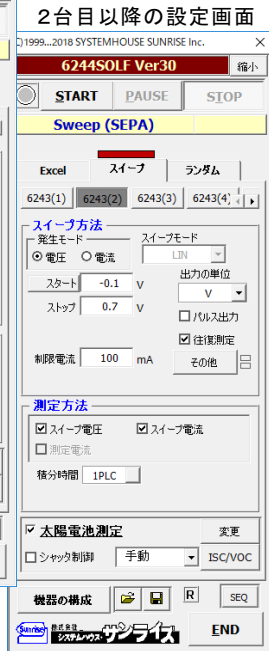 2台目以降の設定画面
C)1999...2018 SYSTEMHOUSE SUNRISE Inc.
6244SOLF Ver30 縮小
START PAUSE STOP
Sweep (SEPA)
Excel スイープ ランダム
6243(1) 6243(2) 6243(3) 6243(4)
スイープ方法
発生モード スイープモード
電圧 電流 LIN
出力の単位
スタート -0.1 V V
ストップ 0.7 V
パルス出力
往復測定
制限電流 100 mA その他
測定方法
スイープ電圧 スイープ電流
測定電流
積分時間 1PLC
太陽電池測定 変更
シャッタ制御 手動 ISC/VOC
機器の構成 R SEQ
Sunrise 株式会社 システムハウス サンライズ END